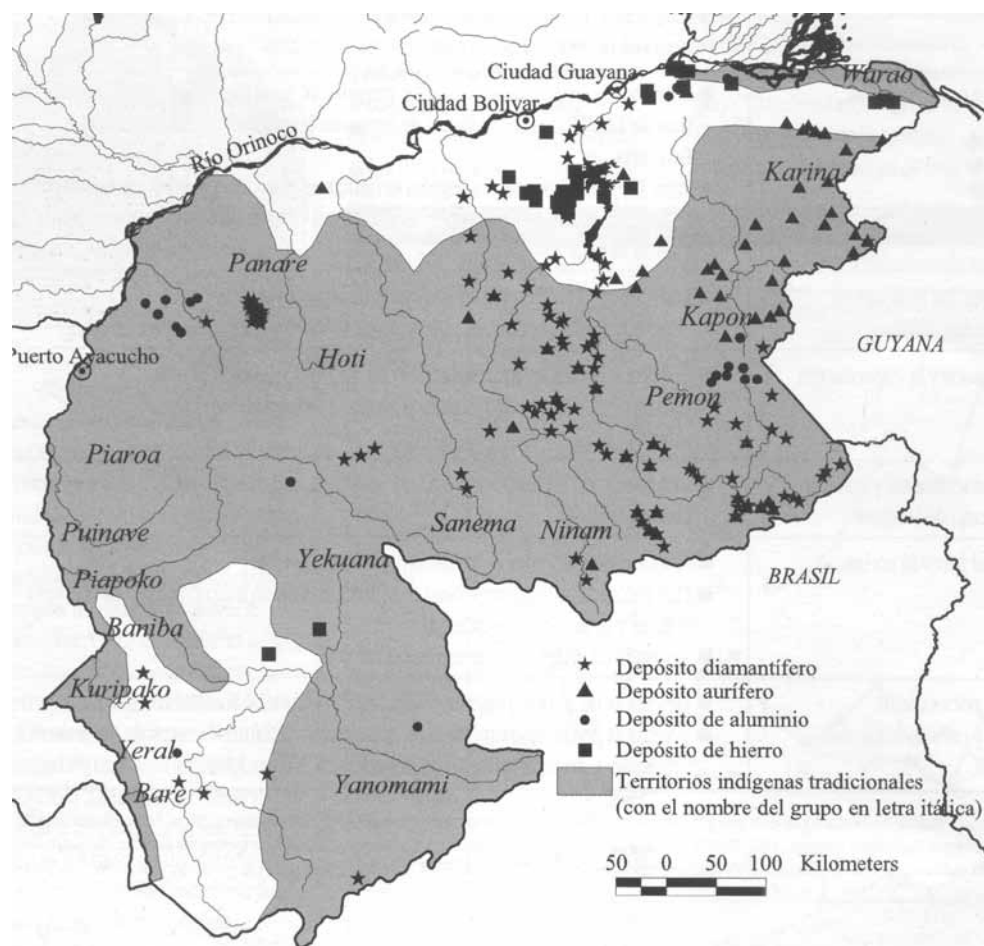 Ciudad Guayana
Warao
Ciudad Bolivar
Río Orinoco
Karina
Panare
Kapon
Hoti
GUYANA
Puerto Ayacucho
Pemon
Piaroa
Sanema
Ninam
Puinave
Yekuana
Piapoko
BRASIL
Baniba
Kuripako
Yeral
Baré
Yanomami
Depósito diamantífero
Depósito aurífero
Depósito de aluminio
Depósito de hierro
Territorios indígenas tradicionales
(con el nombre del grupo en letra itálica)
50 0 50 100 Kilometers